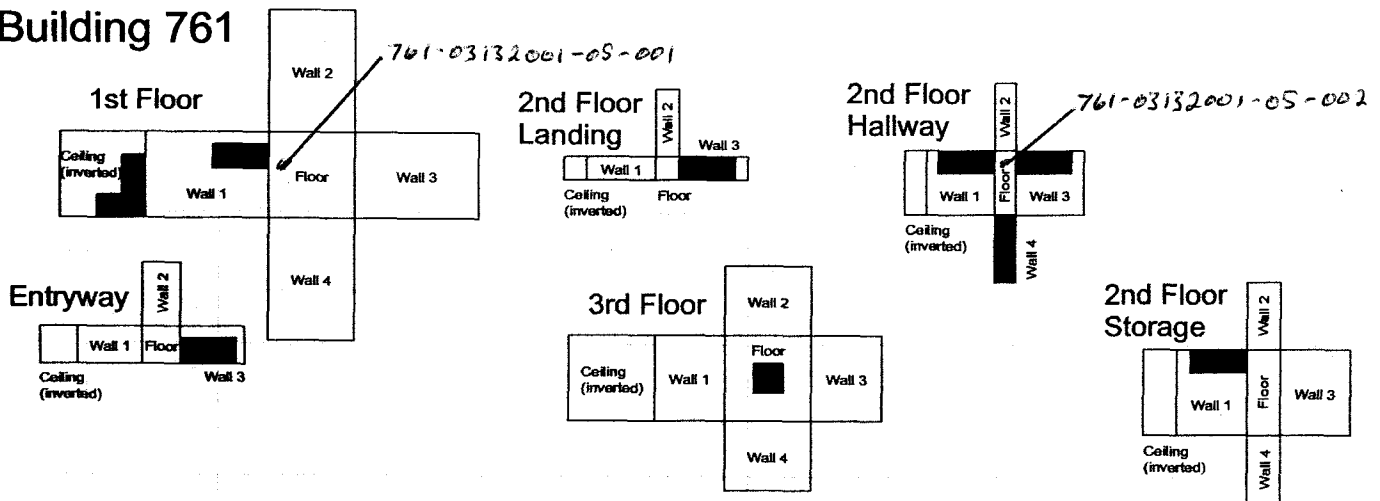 Building 761
761-03132001-05-001
1st Floor
Wall 2
Ceiling
(inverted)
Wall 1
Floor
Wall 3
Wall 4
2nd Floor
Landing
Wall 2
Wall 3
Wall 1
Ceiling
(inverted)
Floor
2nd Floor
Hallway
761-03132001-05-002
Wall 2
Wall 1
Floor
Wall 3
Ceiling
(inverted)
Wall 4
Entryway
Wall 2
Wall 1
Floor
Ceiling
(inverted)
Wall 3
3rd Floor
Wall 2
Floor
Ceiling
(inverted)
Wall 1
Wall 3
Wall 4
2nd Floor
Storage
Wall 2
Wall 1
Floor
Wall 3
Ceiling
(inverted)
Wall 4